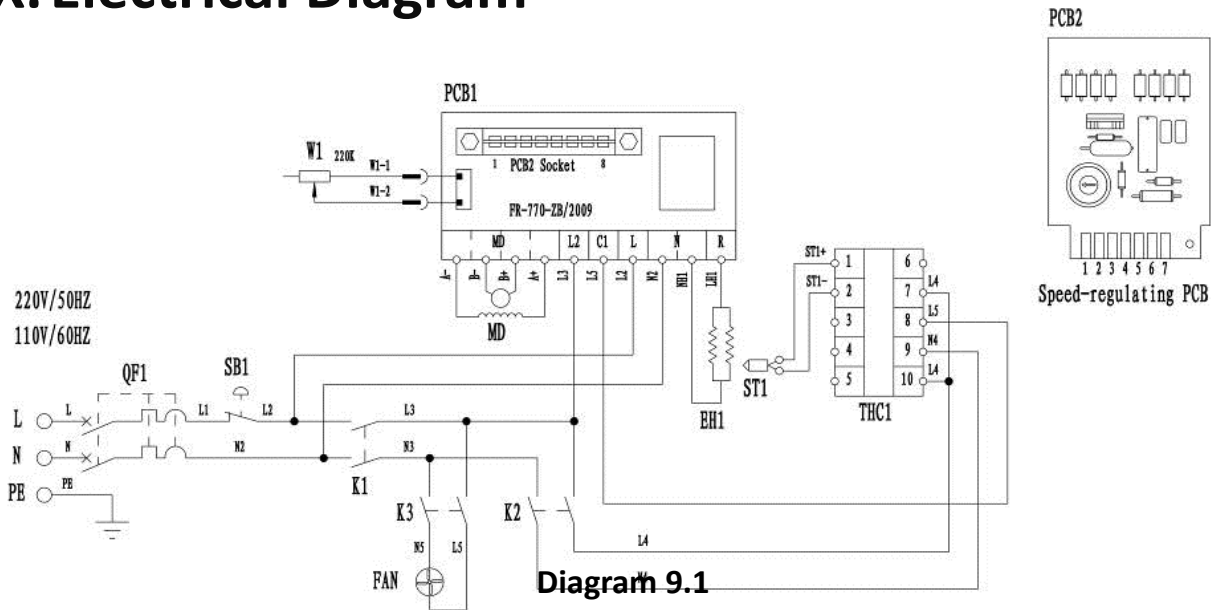 X. Electrical Diagram
PCB2
PCB1
W1 220K W1-1
W1-2
1 PCB2 Socket 8
FR-770-ZB/2009
MD L2 C1 L N R
A- B- B+ A+ L3 L5 L2 N2 NH1 LH1
MD
ST1+ 1 6
ST1- 2 7 L4
3 8 L5
4 9 N4
5 10 L4
THC1
ST1
EH1
1 2 3 4 5 6 7
Speed-regulating PCB
220V/50HZ
110V/60HZ
QF1 SB1
L L L1 L2 L3
N N N2 N3
PE PE
K1
K3 K2
N5 L5 L4
FAN
Diagram 9.1